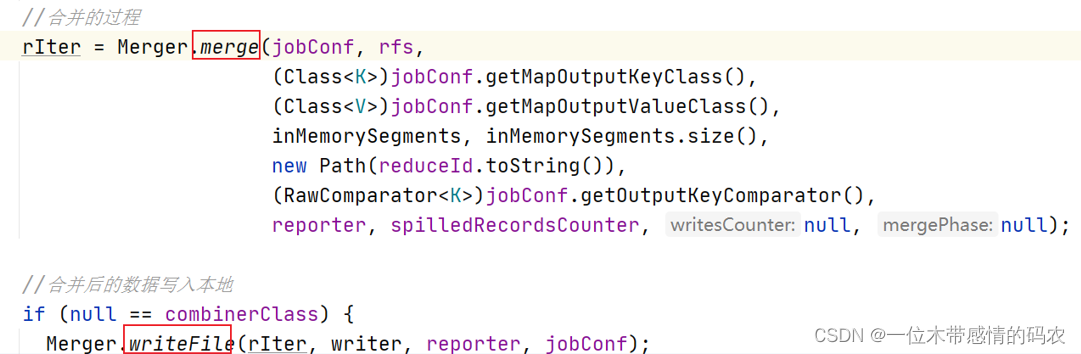 //合并的过程
rIter = Merger.merge(jobConf, rfs,
(Class<K>)jobConf.getMapOutputKeyClass(),
(Class<V>)jobConf.getMapOutputValueClass(),
inMemorySegments, inMemorySegments.size(),
new Path(reduceId.toString()),
(RawComparator<K>)jobConf.getOutputKeyComparator(),
reporter, spilledRecordsCounter, writesCounter: null, mergePhase: null);
//合并后的数据写入本地
if (null == combinerClass) {
Merger.writeFile(rIter, writer, reporter, jobConf);
CSDN @一位木带感情的码农